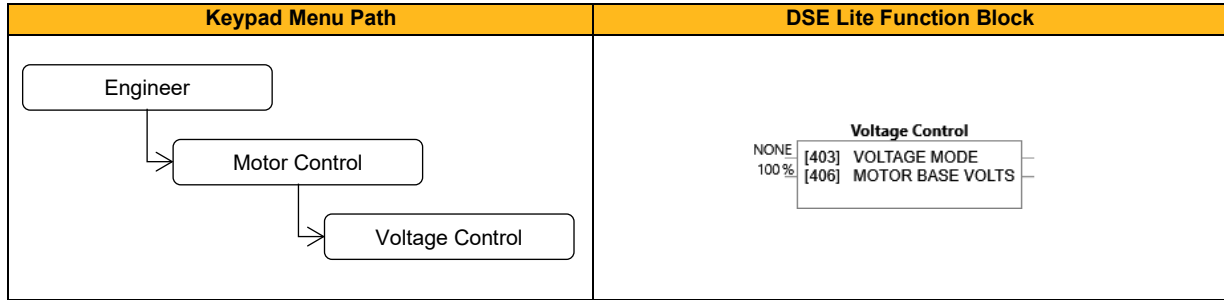 Keypad Menu Path
DSE Lite Function Block
Engineer
Motor Control
Voltage Control
Voltage Control
NONE [403] VOLTAGE MODE
100 % [406] MOTOR BASE VOLTS